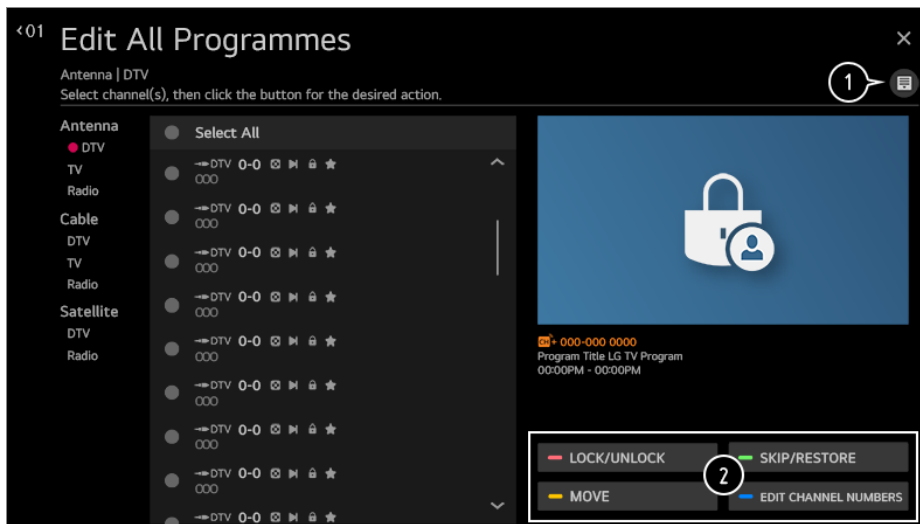 ‹01 Edit All Programmes
Antenna | DTV
Select channel(s), then click the button for the desired action.
1
Antenna
DTV
TV
Radio
Cable
DTV
TV
Radio
Satellite
DTV
Radio
Select All
DTV 0-0
000
DTV 0-0
000
DTV 0-0
000
DTV 0-0
000
DTV 0-0
000
DTV 0-0
000
DTV 0-0
000
DTV 0-0
000
DTV 0-0
CH + 000-000 0000
Program Title LG TV Program
00:00PM - 00:00PM
LOCK/UNLOCK
SKIP/RESTORE
2
MOVE
EDIT CHANNEL NUMBERS